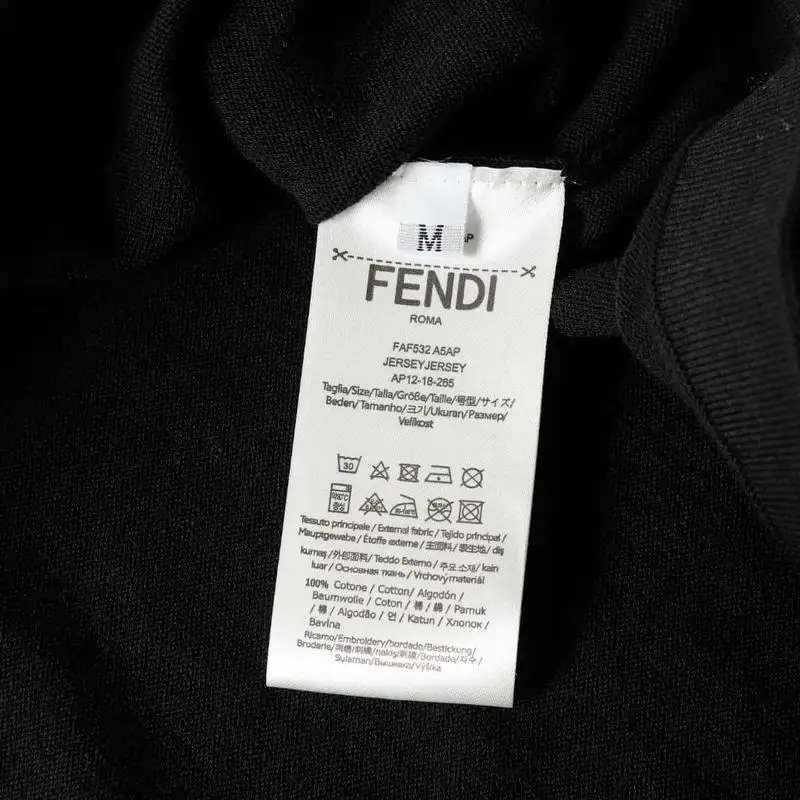 M
AP
FENDI
ROMA
FAF532 A5AP
JERSEYJERSEY
AP12-18-265
Taglia/Size/Talla/Größe/Taille/号型/サイズ/
Beden/Tamanho/크기/Ukuran/Размер/
Velikost
30
Tessuto principale / External fabric / Tejido principal /
Mauptgewebe / Étoffe externe / 主面料 / 表生地 / diş
kumaş / 外部面料 / Tecido Externo / 주요 소재 / kain
luar / Основная ткань / Vrchový materiál
100% Cotone / Cotton / Algodón /
Baumwolle / Coton / 棉 / 綿 / Pamuk
/ 棉 / Algodão / 면 / Katun / Хлопок /
Bavlna
Ricamo/Embroidery/bordado/Bestickung/
Broderie/刺绣/刺繍/nakış/刺繡/Bordado/자수/
Sulaman/Вышивка/Výšivka